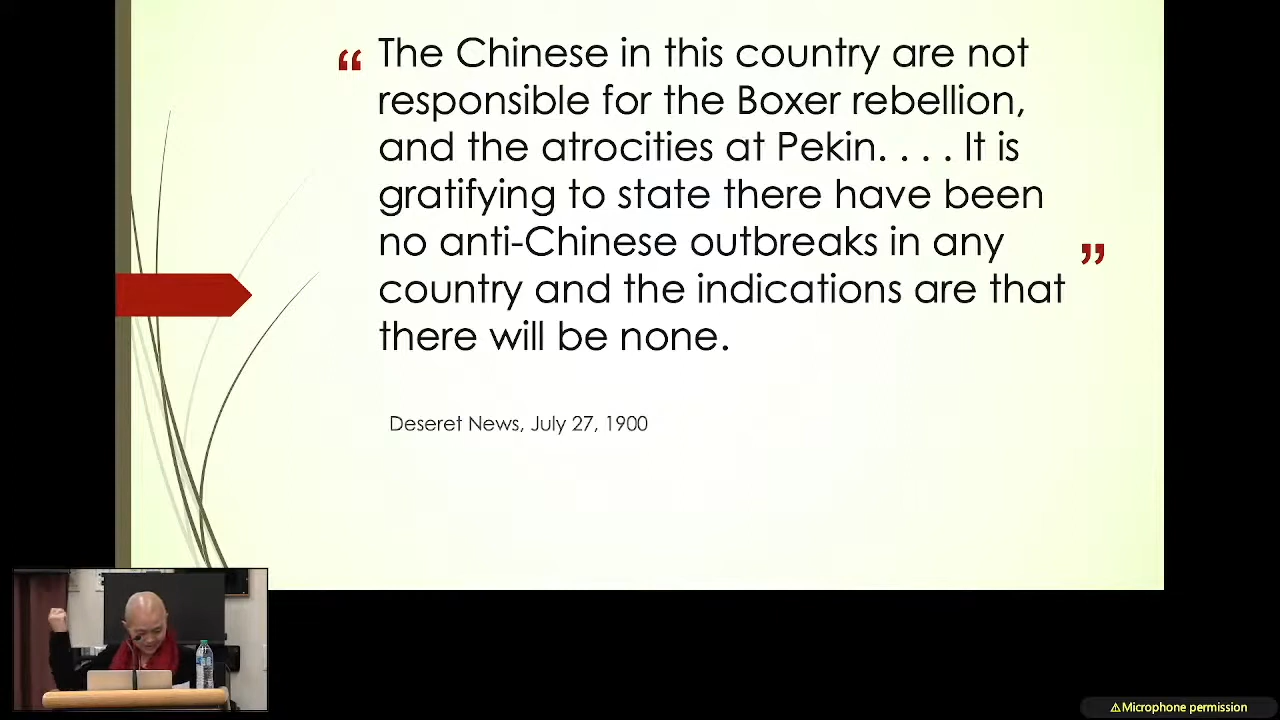 “ The Chinese in this country are not
responsible for the Boxer rebellion,
and the atrocities at Pekin. . . . It is
gratifying to state there have been
no anti-Chinese outbreaks in any
country and the indications are that ”
there will be none.
Deseret News, July 27, 1900
⚠Microphone permission